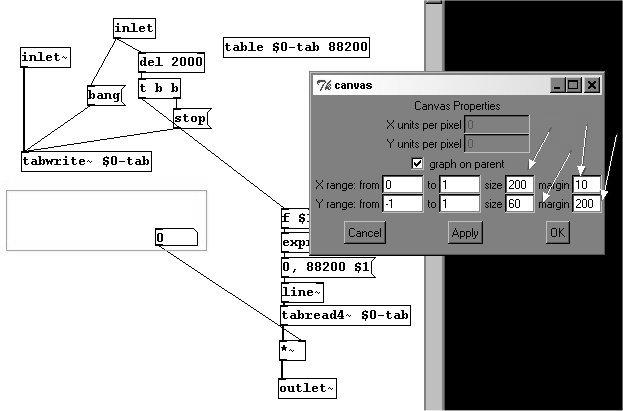 inlet
inlet~
del 2000
table $0-tab 88200
bang
t b b
stop
tabwrite~ $0-tab
canvas
Canvas Properties
X units per pixel 0
Y units per pixel 0
graph on parent
X range: from 0 to 1 size 200 margin 10
Y range: from -1 to 1 size 60 margin 200
Cancel Apply OK
0
f $1
expr
0, 88200 $1
line~
tabread4~ $0-tab
*~
outlet~